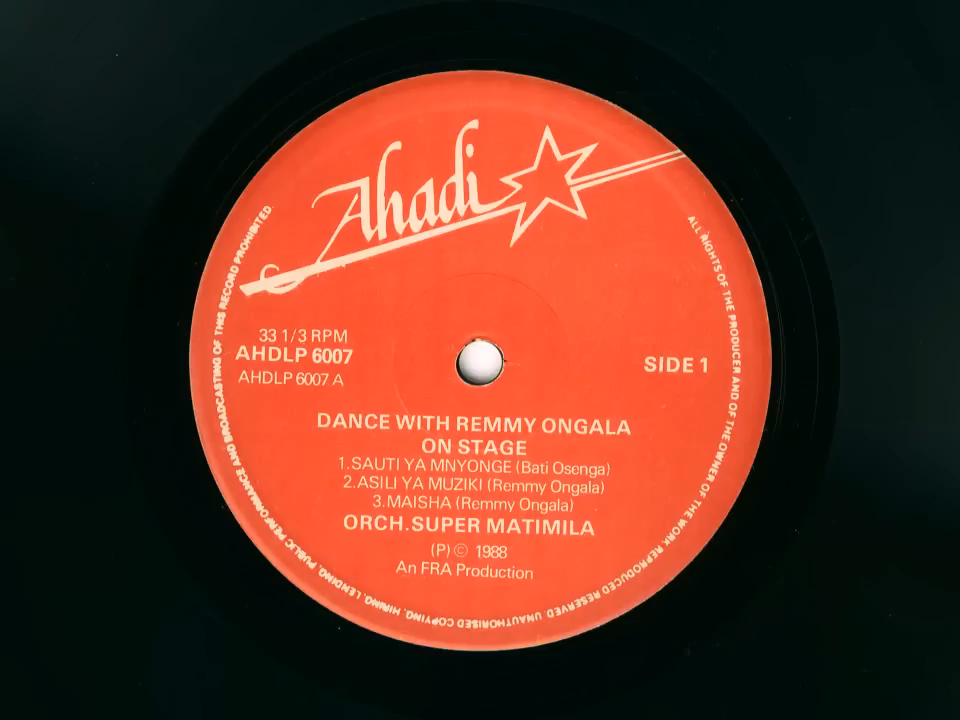 Ahadi
33 1/3 RPM
AHDLP 6007
AHDLP 6007 A
SIDE 1
DANCE WITH REMMY ONGALA
ON STAGE
1.SAUTI YA MNYONGE (Bati Osenga)
2.ASILI YA MUZIKI (Remmy Ongala)
3.MAISHA (Remmy Ongala)
ORCH.SUPER MATIMILA
(P) © 1988
An FRA Production
ALL RIGHTS OF THE PRODUCER AND OF THE OWNER OF THE WORK REPRODUCED RESERVED. UNAUTHORISED COPYING, HIRING, LENDING, PUBLIC PERFORMANCE AND BROADCASTING OF THIS RECORD PROHIBITED.